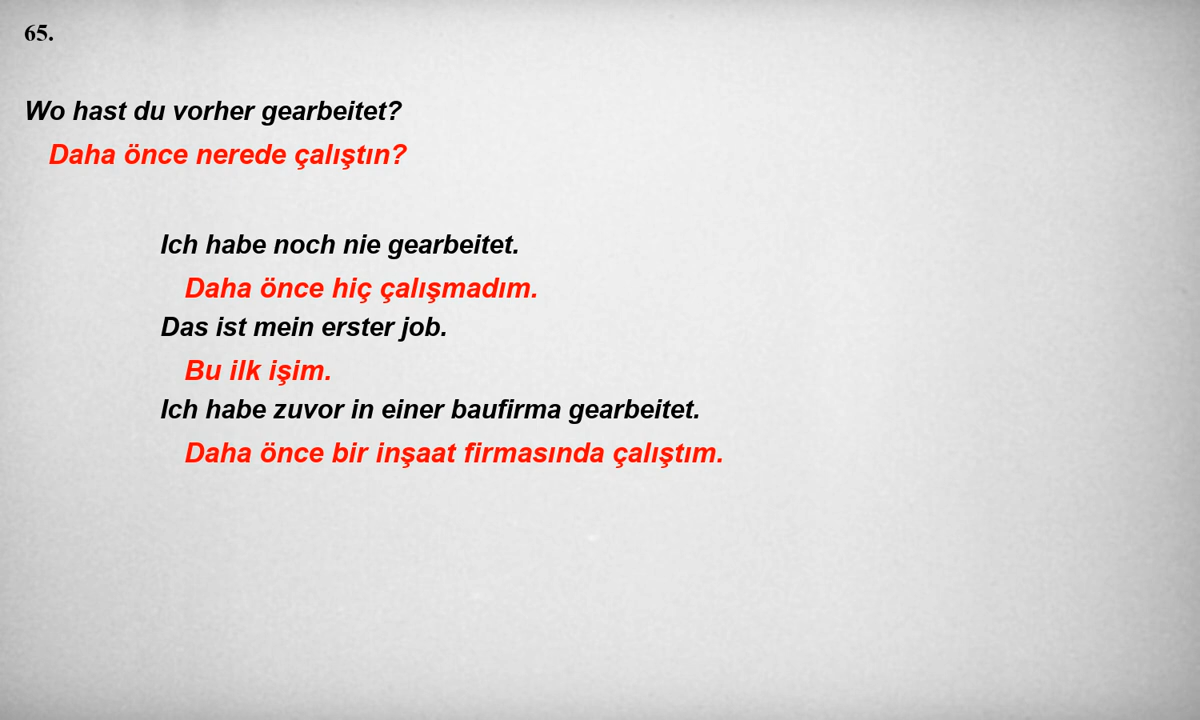 65.
Wo hast du vorher gearbeitet?
Daha önce nerede çalıştın?
Ich habe noch nie gearbeitet.
Daha önce hiç çalışmadım.
Das ist mein erster job.
Bu ilk işim.
Ich habe zuvor in einer baufirma gearbeitet.
Daha önce bir inşaat firmasında çalıştım.